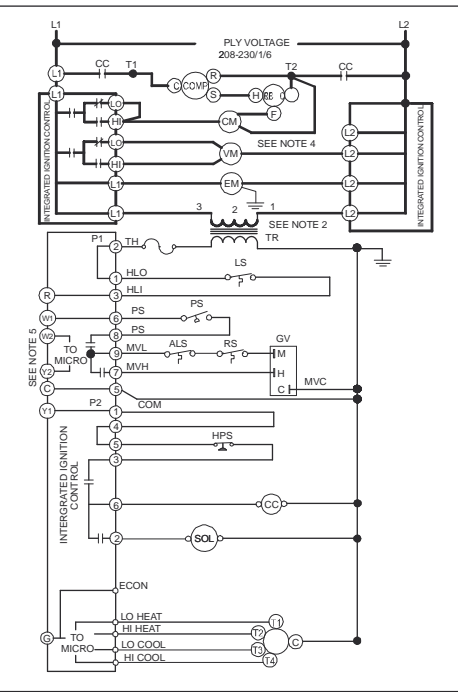 L1
L2
PLY VOLTAGE
208-230/1/6
L1 CC T1 T2 CC
C COMP R S H F
L1
LO
HI CM
SEE NOTE 4
L2
LO
HI VM
L2
L1 EM
L2
L1 3 2 1 L2
SEE NOTE 2
TR
INTEGRATED IGNITION CONTROL
INTEGRATED IGNITION CONTROL
P1 2 TH
LS
1 HLO
R 3 HLI
W1 6 PS PS
W2 8 PS
TO MICRO
9 MVL ALS RS GV M
Y2 7 MVH H
C 5 C MVC
SEE NOTE 5
Y1 P2 1 COM
4
5 HPS
3
INTERGRATED IGNITION CONTROL
6 CC
2 SOL
ECON
LO HEAT T1
HI HEAT T2
G TO MICRO
LO COOL T3
C
HI COOL T4